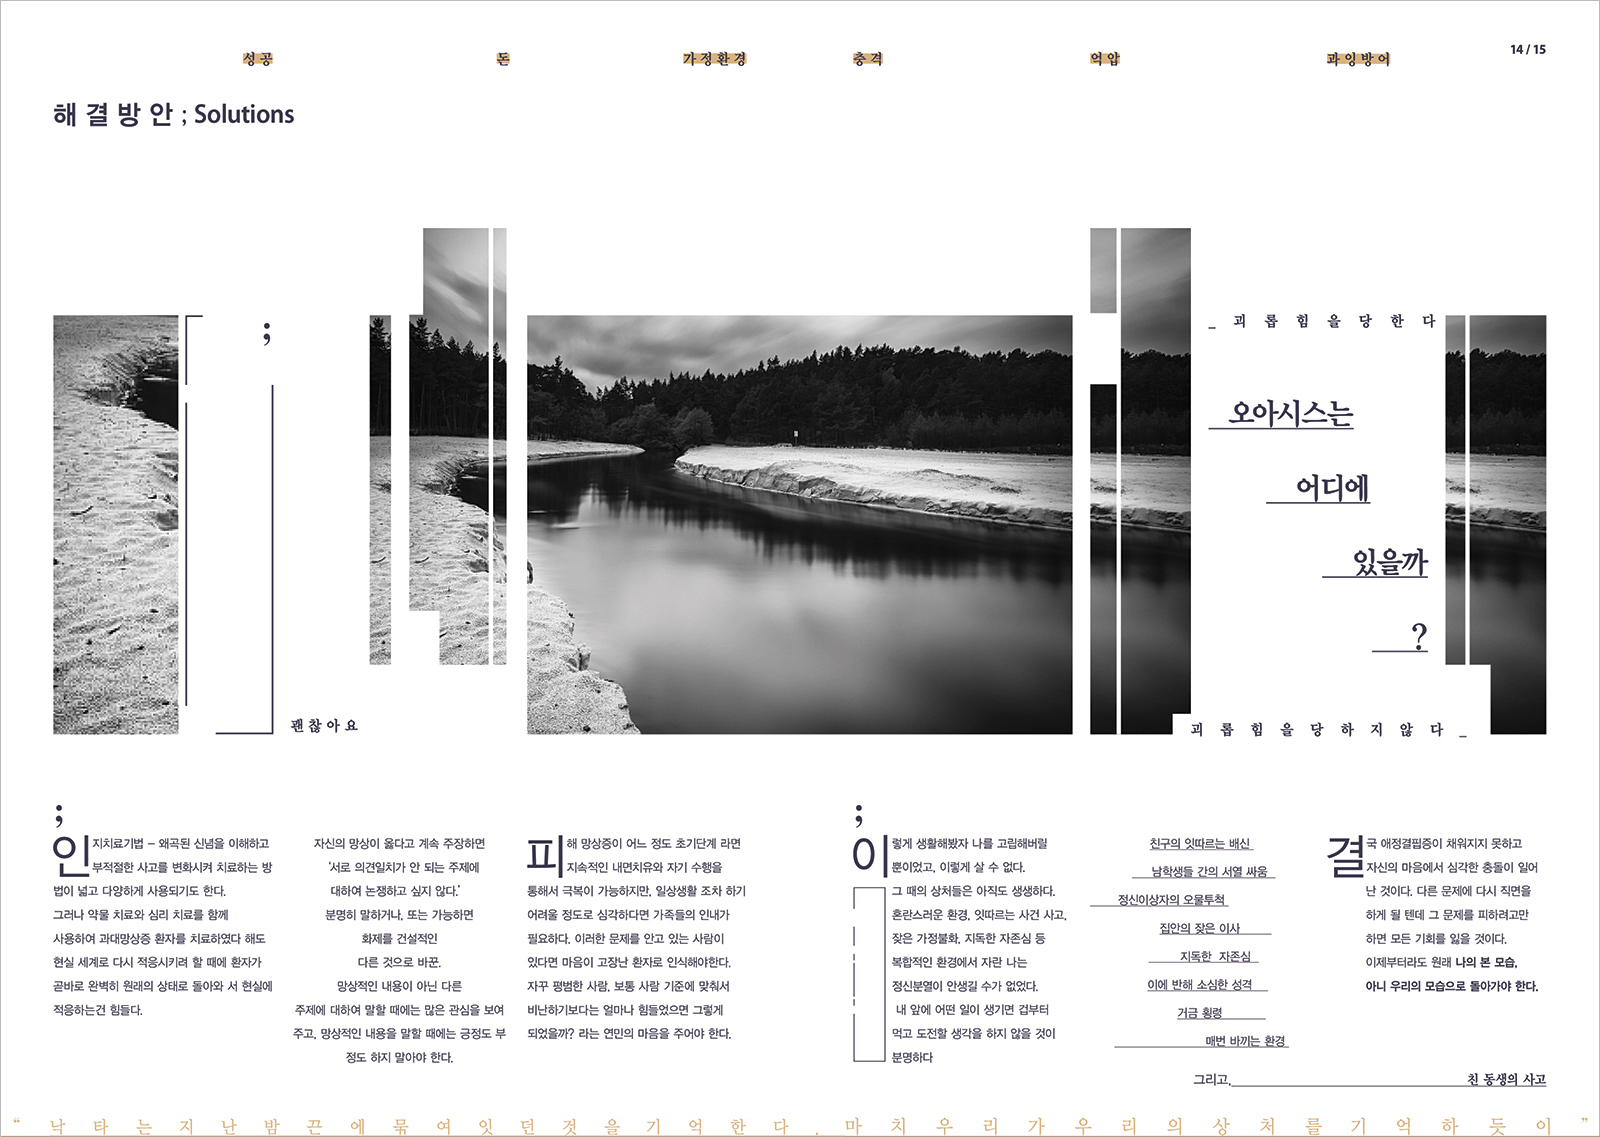 성공
돈
가정환경
충격
억압
과잉방어
14 / 15
해결방안 ; Solutions
;
괜찮아요
_ 괴롭힘을당한다
오아시스는
어디에
있을까
?
괴롭힘을당하지않다 _
;
인지치료기법 – 왜곡된 신념을 이해하고
부적절한 사고를 변화시켜 치료하는 방
법이 넓고 다양하게 사용되기도 한다.
그러나 약물 치료와 심리 치료를 함께
사용하여 과대망상증 환자를 치료하였다 해도
현실 세계로 다시 적응시키려 할 때에 환자가
곧바로 완벽히 원래의 상태로 돌아와 서 현실에
적응하는건 힘들다.
자신의 망상이 옳다고 계속 주장하면
‘서로 의견일치가 안 되는 주제에
대하여 논쟁하고 싶지 않다.’
분명히 말하거나, 또는 가능하면
화제를 건설적인
다른 것으로 바꾼.
망상적인 내용이 아닌 다른
주제에 대하여 말할 때에는 많은 관심을 보여
주고, 망상적인 내용을 말할 때에는 긍정도 부
정도 하지 말아야 한다.
피해 망상증이 어느 정도 초기단계 라면
지속적인 내면치유와 자기 수행을
통해서 극복이 가능하지만, 일상생활 조차 하기
어려울 정도로 심각하다면 가족들의 인내가
필요하다. 이러한 문제를 안고 있는 사람이
있다면 마음이 고장난 환자로 인식해야한다.
자꾸 평범한 사람, 보통 사람 기준에 맞춰서
비난하기보다는 얼마나 힘들었으면 그렇게
되었을까? 라는 연민의 마음을 주어야 한다.
;
이렇게 생활해봤자 나를 고립해버릴
뿐이었고, 이렇게 살 수 없다.
그 때의 상처들은 아직도 생생하다.
혼란스러운 환경, 잇따르는 사건 사고,
잦은 가정불화, 지독한 자존심 등
복합적인 환경에서 자란 나는
정신분열이 안생길 수가 없었다.
내 앞에 어떤 일이 생기면 겁부터
먹고 도전할 생각을 하지 않을 것이
분명하다
친구의 잇따르는 배신
남학생들 간의 서열 싸움
정신이상자의 오물투척
집안의 잦은 이사
지독한 자존심
이에 반해 소심한 성격
거금 횡령
매번 바끼는 환경
그리고, 친 동생의 사고
결국 애정결핍증이 채워지지 못하고
자신의 마음에서 심각한 충돌이 일어
난 것이다. 다른 문제에 다시 직면을
하게 될 텐데 그 문제를 피하려고만
하면 모든 기회를 잃을 것이다.
이제부터라도 원래 나의 본 모습,
아니 우리의 모습으로 돌아가야 한다.
“ 낙타는지난밤끈에묶여잇던것을기억한다. 마치우리가우리의상처를기억하듯이 ”